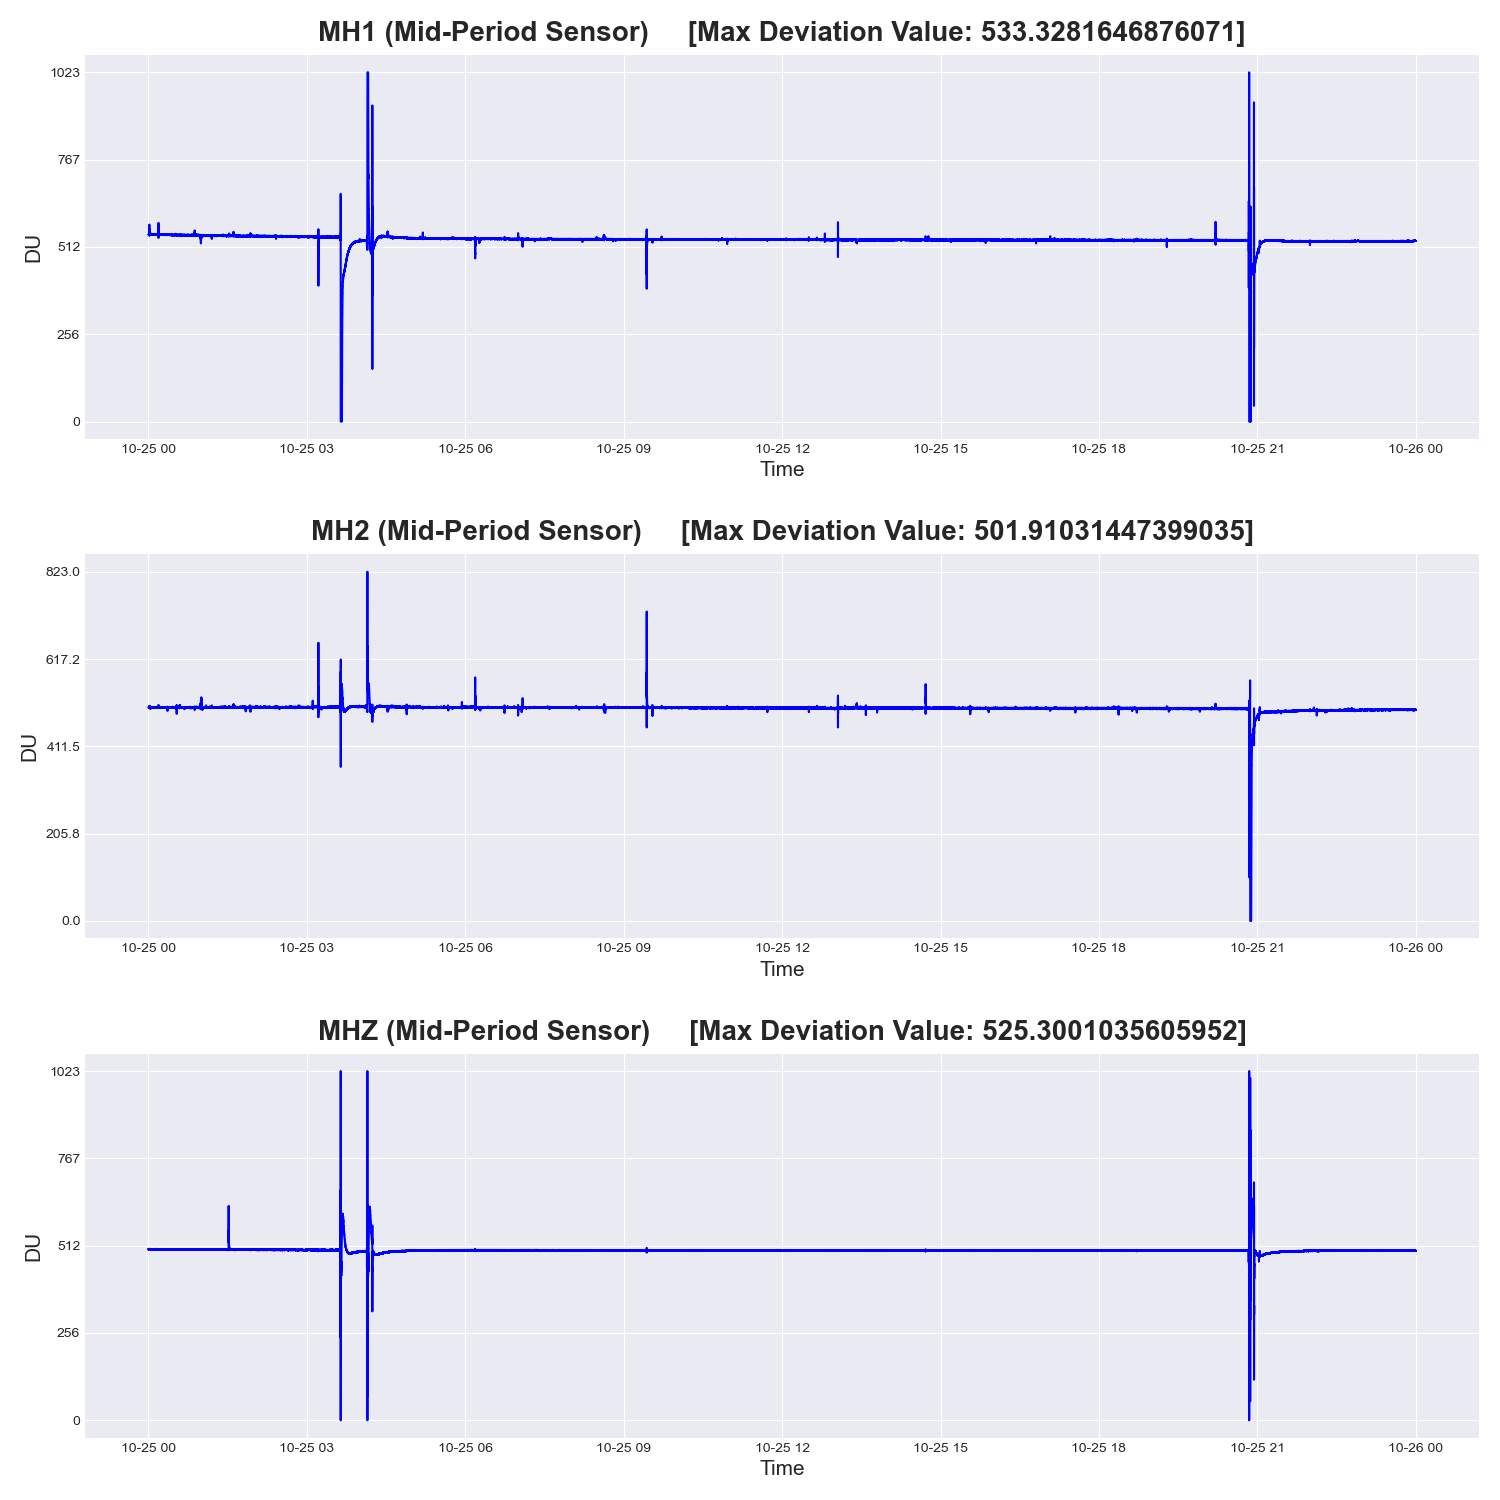 MH1 (Mid-Period Sensor) [Max Deviation Value: 533.3281646876071]
1023
767
512
256
0
DU
10-25 00 10-25 03 10-25 06 10-25 09 10-25 12 10-25 15 10-25 18 10-25 21 10-26 00
Time
MH2 (Mid-Period Sensor) [Max Deviation Value: 501.91031447399035]
823.0
617.2
411.5
205.8
0.0
DU
10-25 00 10-25 03 10-25 06 10-25 09 10-25 12 10-25 15 10-25 18 10-25 21 10-26 00
Time
MHZ (Mid-Period Sensor) [Max Deviation Value: 525.3001035605952]
1023
767
512
256
0
DU
10-25 00 10-25 03 10-25 06 10-25 09 10-25 12 10-25 15 10-25 18 10-25 21 10-26 00
Time